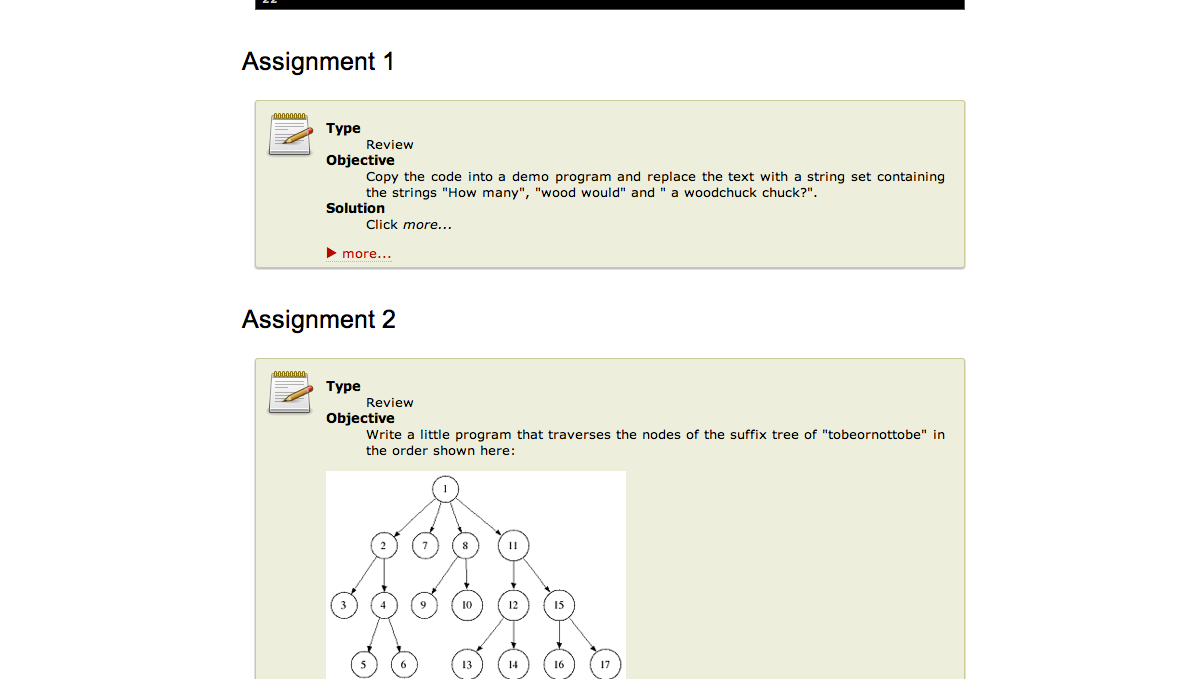 Assignment 1
Type
Review
Objective
Copy the code into a demo program and replace the text with a string set containing
the strings "How many", "wood would" and " a woodchuck chuck?".
Solution
Click more...
more...
Assignment 2
Type
Review
Objective
Write a little program that traverses the nodes of the suffix tree of "tobeornottobe" in
the order shown here:
1
2 7 8 11
3 4 9 10 12 15
5 6 13 14 16 17